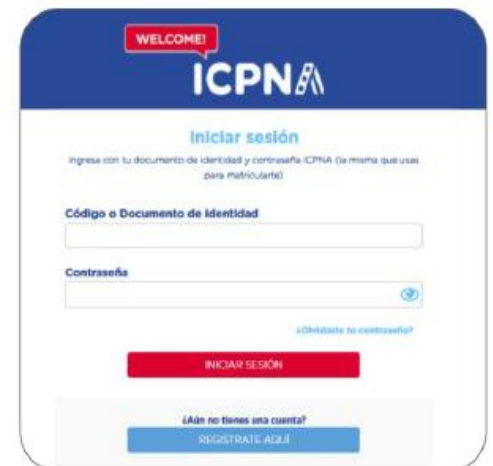 WELCOME!
ICPNA
Iniciar sesión
Ingresa con tu documento de identidad y contraseña ICPNA (la misma que usas
para matricularte)
Código o Documento de Identidad
Contraseña
¿Olvidaste tu contraseña?
INICIAR SESIÓN
¿Aún no tienes una cuenta?
REGISTRATE AQUÍ